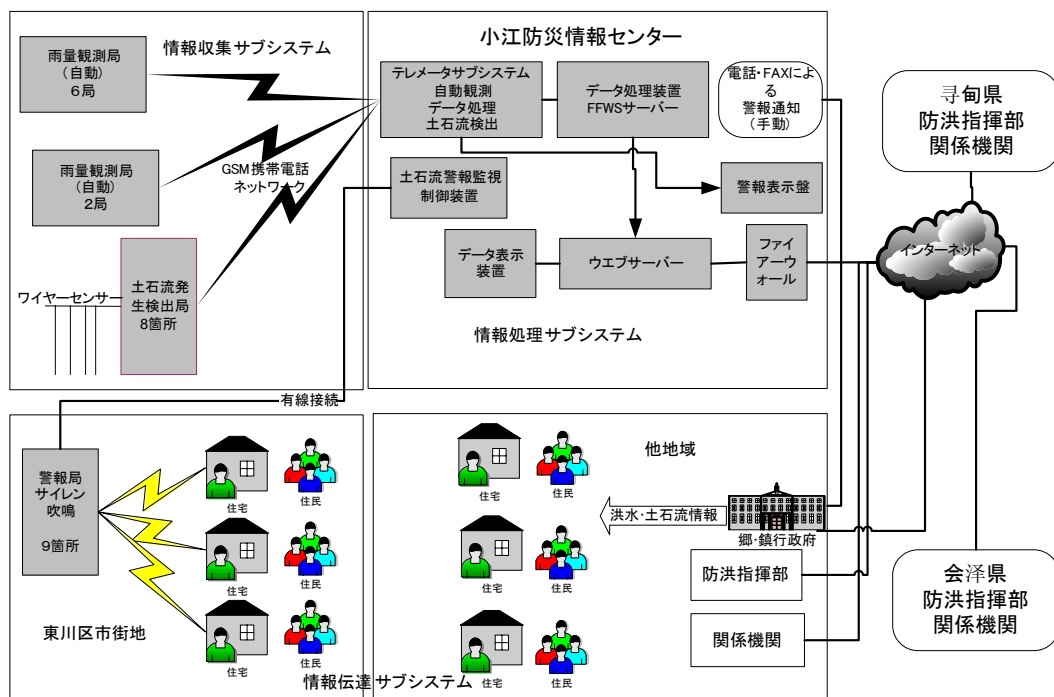 情報収集サブシステム
雨量観測局
(自動)
6局
雨量観測局
(自動)
2局
GSM携帯電話
ネットワーク
ワイヤーセンサー
土石流発
生検出局
8箇所
小江防災情報センター
テレメータサブシステム
自動観測
データ処理
土石流検出
データ処理装置
FFWSサーバー
電話・FAXによ
る
警報通知
(手動)
土石流警報監視
制御装置
警報表示盤
データ表示
装置
ウエブサーバー
ファイ
アーウ
ォール
情報処理サブシステム
寻甸県
防洪指揮部
関係機関
インターネット
有線接続
警報局
サイレン
吹鳴
9箇所
住宅
住民
住宅
住民
住宅
住民
東川区市街地
他地域
住宅
住民
住宅
住民
住宅
住民
洪水・土石流情報
郷・鎮行政府
防洪指揮部
関係機関
会泽県
防洪指揮部
関係機関
情報伝達サブシステム